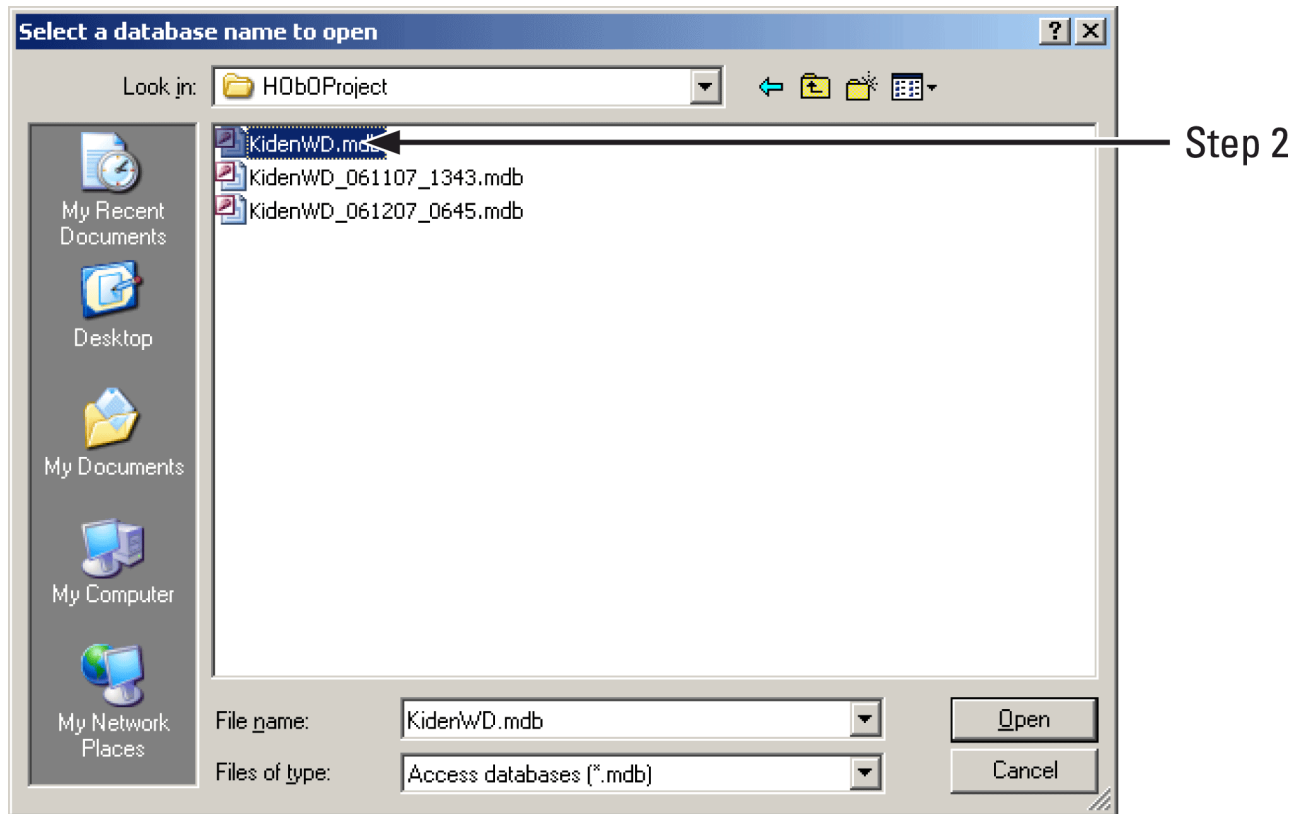 Select a database name to open
Look in:
HObOProject
KidenWD.mdb
Step 2
KidenWD_061107_1343.mdb
KidenWD_061207_0645.mdb
My Recent
Documents
Desktop
My Documents
My Computer
My Network
Places
File name:
KidenWD.mdb
Open
Files of type:
Access databases (*.mdb)
Cancel